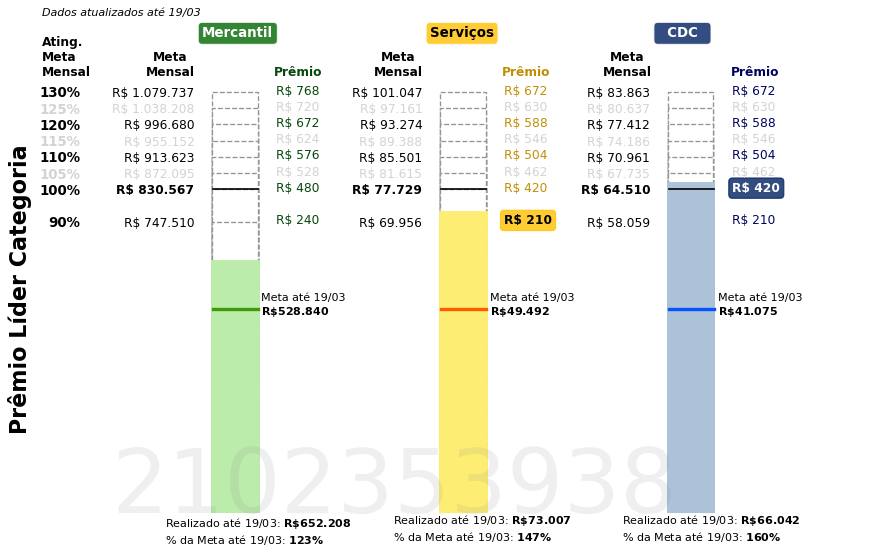 Dados atualizados até 19/03
Mercantil Serviços CDC
Ating.
Meta
Mensal
Meta
Mensal
Prêmio
Meta
Mensal
Prêmio
Meta
Mensal
Prêmio
130% R$ 1.079.737 R$ 768 R$ 101.047 R$ 672 R$ 83.863 R$ 672
125% R$ 1.038.208 R$ 720 R$ 97.161 R$ 630 R$ 80.637 R$ 630
120% R$ 996.680 R$ 672 R$ 93.274 R$ 588 R$ 77.412 R$ 588
115% R$ 955.152 R$ 624 R$ 89.388 R$ 546 R$ 74.186 R$ 546
110% R$ 913.623 R$ 576 R$ 85.501 R$ 504 R$ 70.961 R$ 504
105% R$ 872.095 R$ 528 R$ 81.615 R$ 462 R$ 67.735 R$ 462
100% R$ 830.567 R$ 480 R$ 77.729 R$ 420 R$ 64.510 R$ 420
90% R$ 747.510 R$ 240 R$ 69.956 R$ 210 R$ 58.059 R$ 210
Prêmio Líder Categoria
Meta até 19/03
R$528.840
Meta até 19/03
R$49.492
Meta até 19/03
R$41.075
2102353938
Realizado até 19/03: R$652.208
% da Meta até 19/03: 123%
Realizado até 19/03: R$73.007
% da Meta até 19/03: 147%
Realizado até 19/03: R$66.042
% da Meta até 19/03: 160%